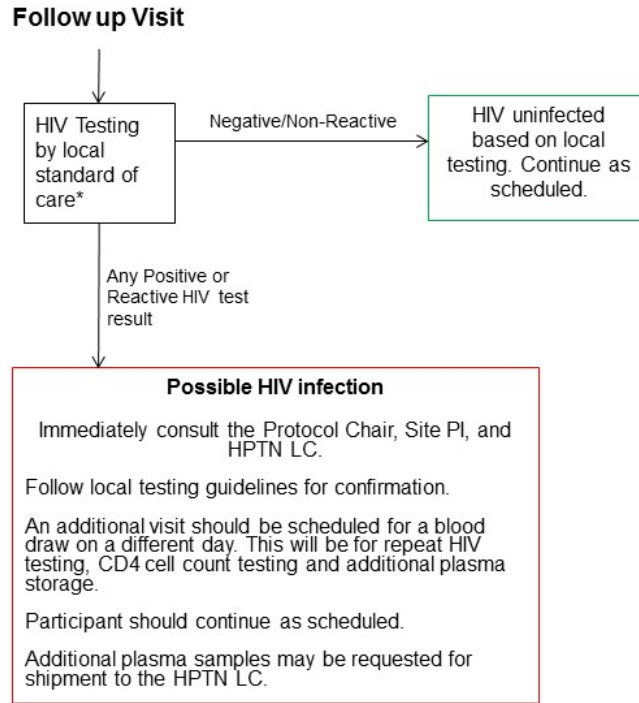 Follow up Visit
HIV Testing
by local
standard of
care*
Negative/Non-Reactive
HIV uninfected
based on local
testing. Continue as
scheduled.
Any Positive or
Reactive HIV test
result
Possible HIV infection
Immediately consult the Protocol Chair, Site PI, and
HPTN LC.
Follow local testing guidelines for confirmation.
An additional visit should be scheduled for a blood
draw on a different day. This will be for repeat HIV
testing, CD4 cell count testing and additional plasma
storage.
Participant should continue as scheduled.
Additional plasma samples may be requested for
shipment to the HPTN LC.